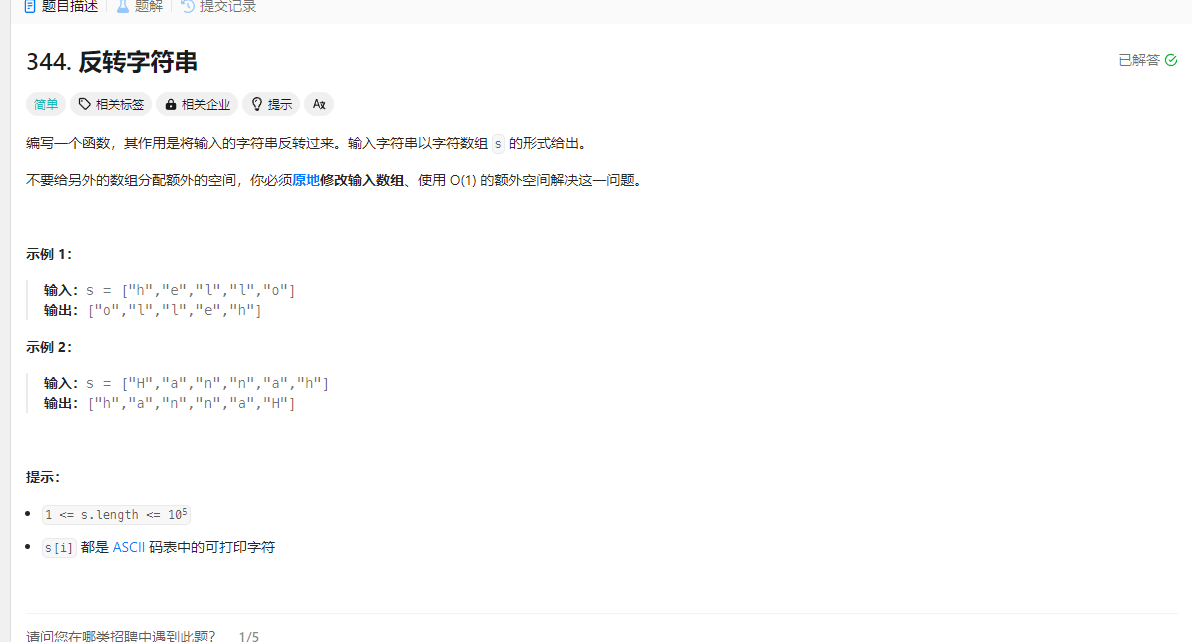 题目描述 题解 提交记录
344. 反转字符串
已解答
简单 相关标签 相关企业 提示 Aあ
编写一个函数，其作用是将输入的字符串反转过来。输入字符串以字符数组 s 的形式给出。
不要给另外的数组分配额外的空间，你必须原地修改输入数组、使用 O(1) 的额外空间解决这一问题。
示例 1：
输入：s = ["h","e","l","l","o"]
输出：["o","l","l","e","h"]
示例 2：
输入：s = ["H","a","n","n","a","h"]
输出：["h","a","n","n","a","H"]
提示：
1 <= s.length <= 10⁵
s[i] 都是 ASCII 码表中的可打印字符
请问您在哪类招聘中遇到此题？ 1/5